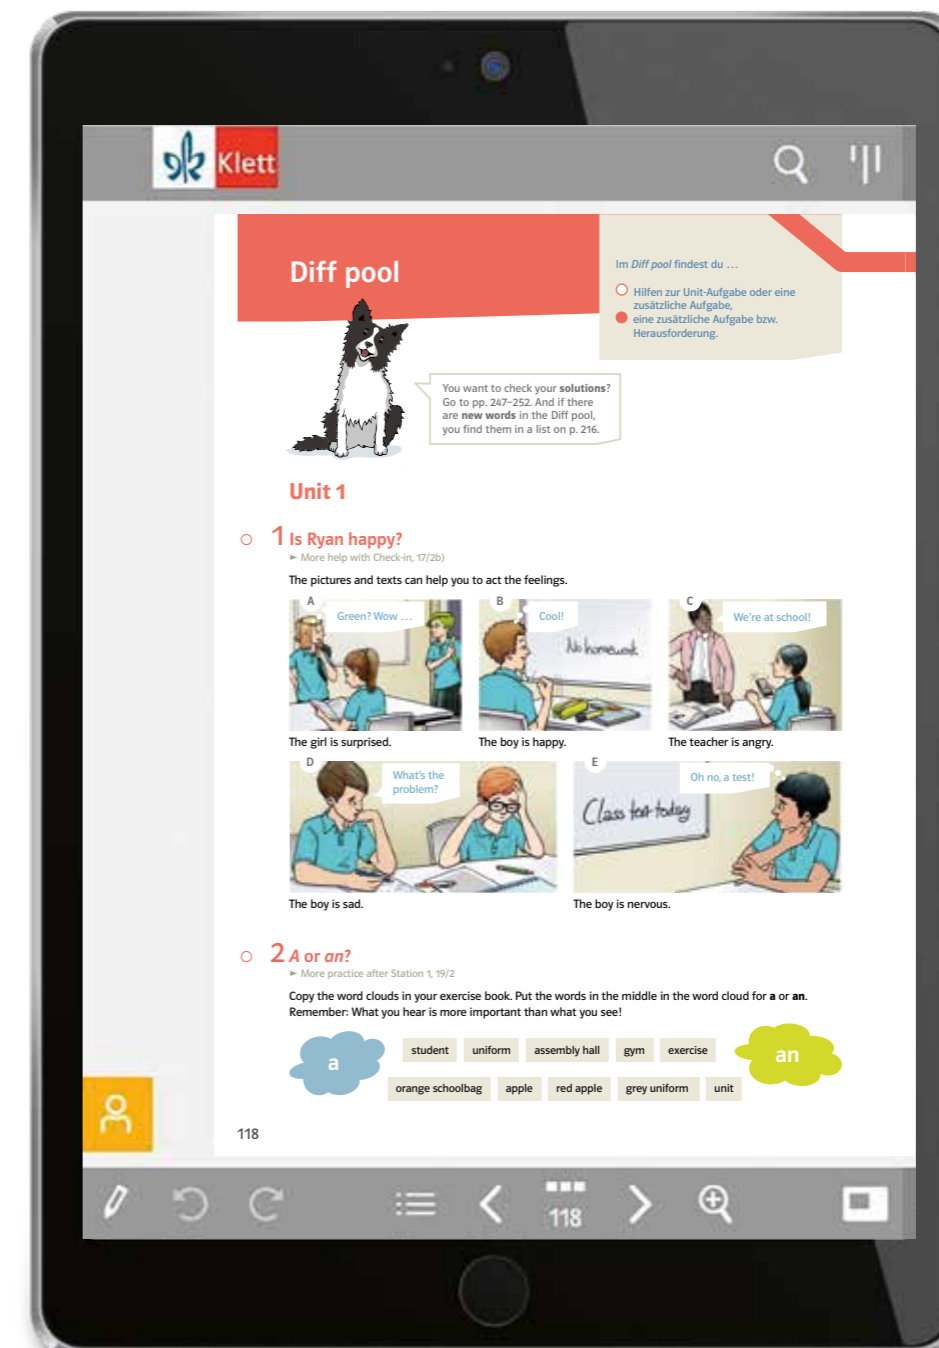 Klett
Diff pool
Im Diff pool findest du …
Hilfen zur Unit-Aufgabe oder eine
zusätzliche Aufgabe,
eine zusätzliche Aufgabe bzw.
Herausforderung.
You want to check your solutions?
Go to pp. 247–252. And if there
are new words in the Diff pool,
you find them in a list on p. 216.
Unit 1
1 Is Ryan happy?
► More help with Check-in, 17/2b)
The pictures and texts can help you to act the feelings.
A
Green? Wow …
B
Cool!
No homework
C
We're at school!
The girl is surprised.
The boy is happy.
The teacher is angry.
D
What's the
problem?
E
Oh no, a test!
Class test today
The boy is sad.
The boy is nervous.
2 A or an?
► More practice after Station 1, 19/2
Copy the word clouds in your exercise book. Put the words in the middle in the word cloud for a or an.
Remember: What you hear is more important than what you see!
a
student uniform assembly hall gym exercise
an
orange schoolbag apple red apple grey uniform unit
118
118